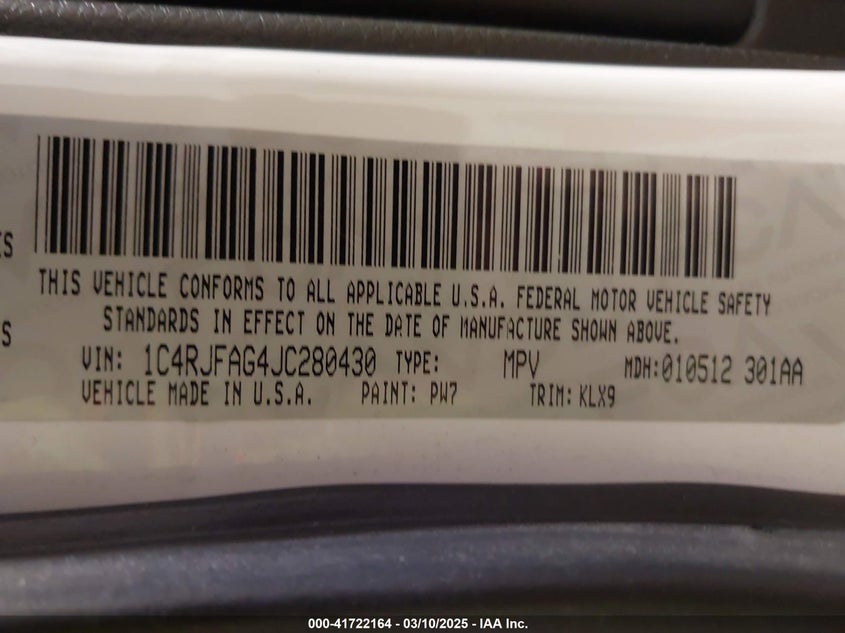 THIS VEHICLE CONFORMS TO ALL APPLICABLE U.S.A. FEDERAL MOTOR VEHICLE SAFETY
STANDARDS IN EFFECT ON THE DATE OF MANUFACTURE SHOWN ABOVE.
VIN: 1C4RJFAG4JC280430 TYPE: MPV MDH:010512 301AA
VEHICLE MADE IN U.S.A. PAINT: PW7 TRIM: KLX9
000-41722164 - 03/10/2025 - IAA Inc.